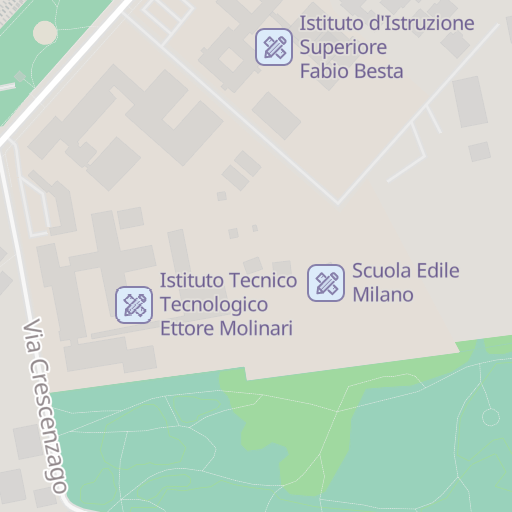 Istituto d'Istruzione
Superiore
Fabio Besta
Scuola Edile
Milano
Istituto Tecnico
Tecnologico
Ettore Molinari
Via Crescenzago